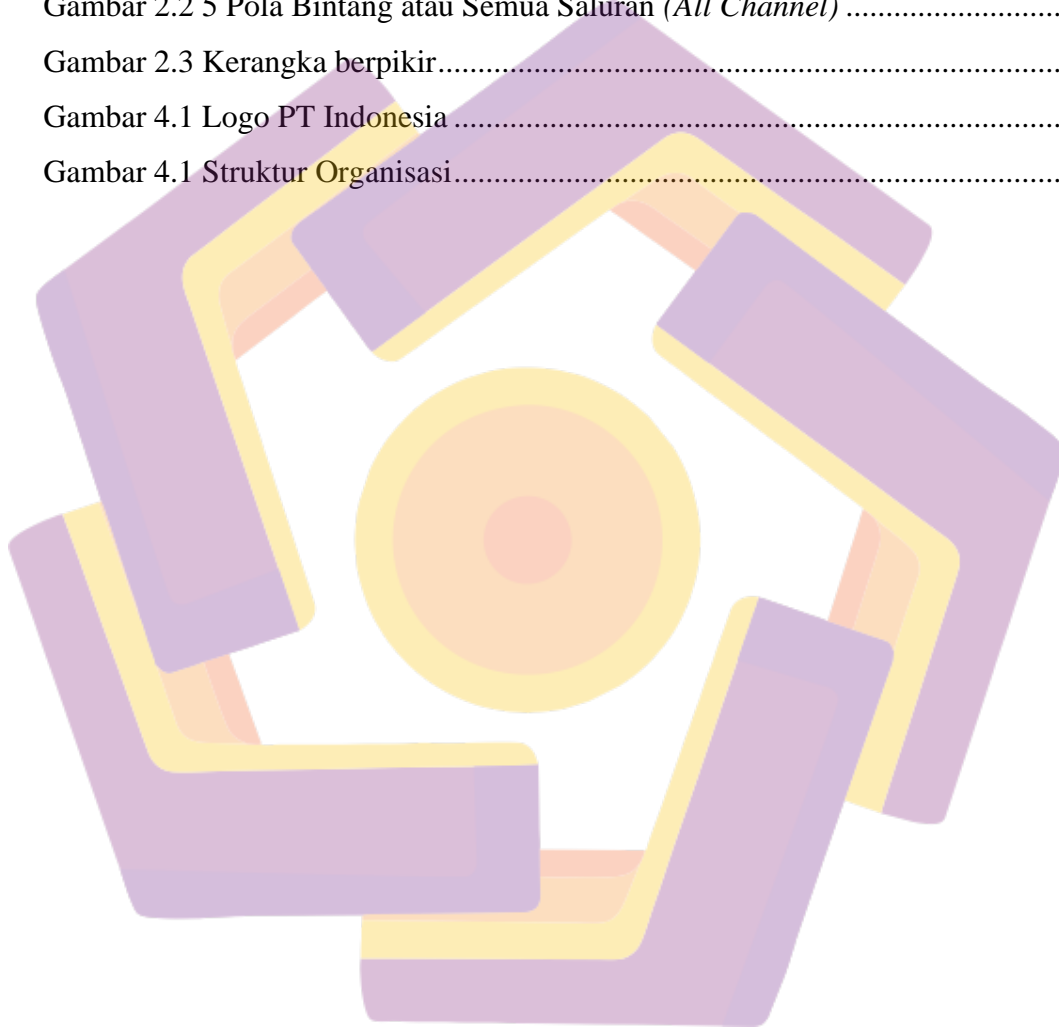 Gambar 2.2 5 Pola Bintang atau Semua Saluran (All Channel) ........................
Gambar 2.3 Kerangka berpikir........................................................................
Gambar 4.1 Logo PT Indonesia ......................................................................
Gambar 4.1 Struktur Organisasi......................................................................